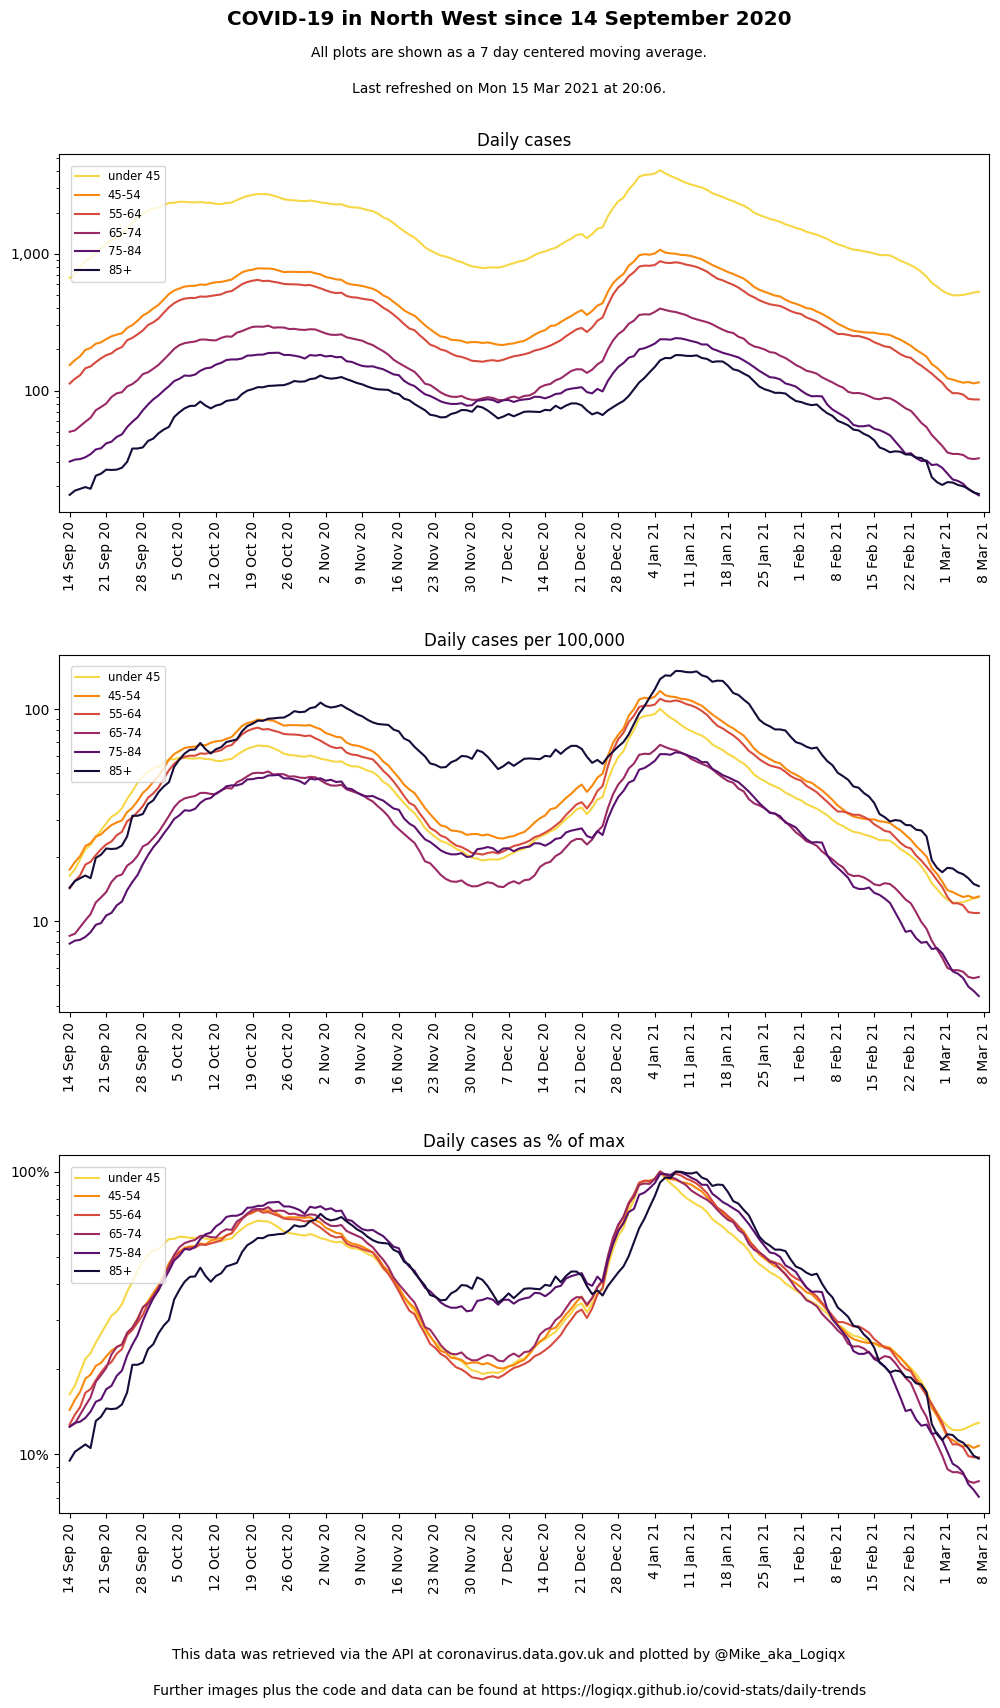 COVID-19 in North West since 14 September 2020
All plots are shown as a 7 day centered moving average.
Last refreshed on Mon 15 Mar 2021 at 20:06.
Daily cases
under 45
45-54
55-64
65-74
75-84
85+
1,000
100
14 Sep 20
21 Sep 20
28 Sep 20
5 Oct 20
12 Oct 20
19 Oct 20
26 Oct 20
2 Nov 20
9 Nov 20
16 Nov 20
23 Nov 20
30 Nov 20
7 Dec 20
14 Dec 20
21 Dec 20
28 Dec 20
4 Jan 21
11 Jan 21
18 Jan 21
25 Jan 21
1 Feb 21
8 Feb 21
15 Feb 21
22 Feb 21
1 Mar 21
8 Mar 21
Daily cases per 100,000
under 45
45-54
55-64
65-74
75-84
85+
100
10
14 Sep 20
21 Sep 20
28 Sep 20
5 Oct 20
12 Oct 20
19 Oct 20
26 Oct 20
2 Nov 20
9 Nov 20
16 Nov 20
23 Nov 20
30 Nov 20
7 Dec 20
14 Dec 20
21 Dec 20
28 Dec 20
4 Jan 21
11 Jan 21
18 Jan 21
25 Jan 21
1 Feb 21
8 Feb 21
15 Feb 21
22 Feb 21
1 Mar 21
8 Mar 21
Daily cases as % of max
under 45
45-54
55-64
65-74
75-84
85+
100%
10%
14 Sep 20
21 Sep 20
28 Sep 20
5 Oct 20
12 Oct 20
19 Oct 20
26 Oct 20
2 Nov 20
9 Nov 20
16 Nov 20
23 Nov 20
30 Nov 20
7 Dec 20
14 Dec 20
21 Dec 20
28 Dec 20
4 Jan 21
11 Jan 21
18 Jan 21
25 Jan 21
1 Feb 21
8 Feb 21
15 Feb 21
22 Feb 21
1 Mar 21
8 Mar 21
This data was retrieved via the API at coronavirus.data.gov.uk and plotted by @Mike_aka_Logiqx
Further images plus the code and data can be found at https://logiqx.github.io/covid-stats/daily-trends